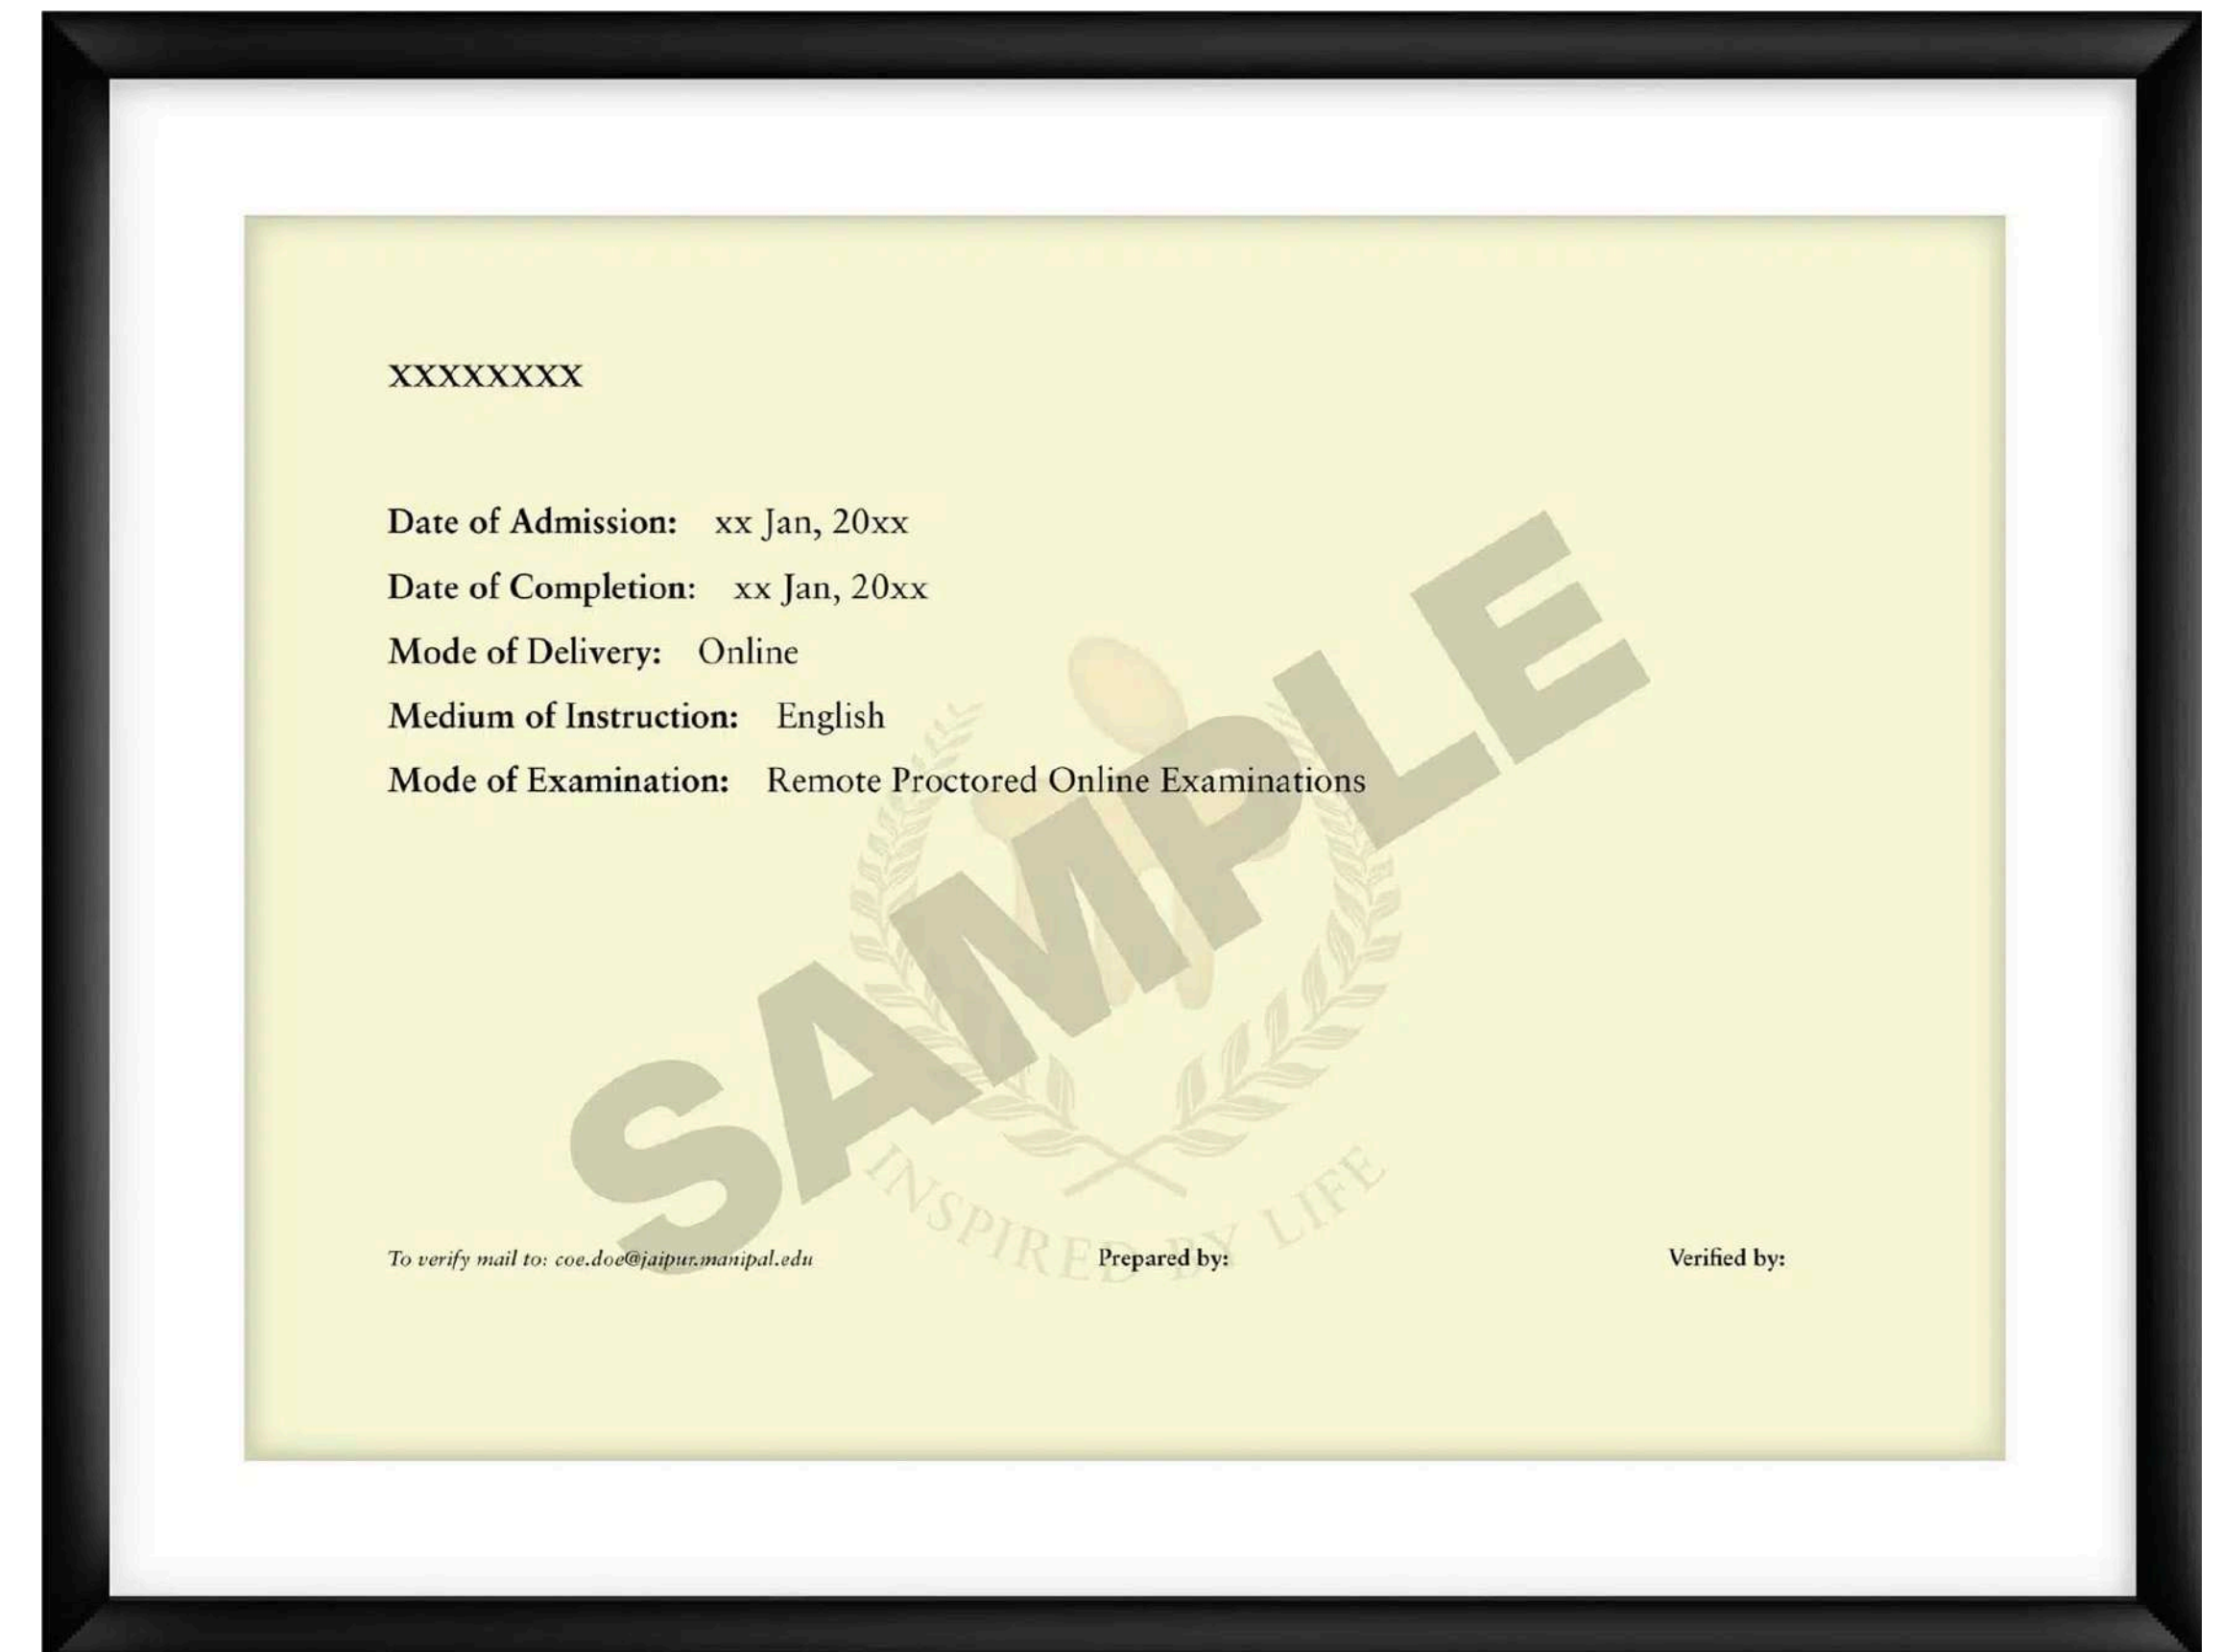 XXXXXXXX
Date of Admission: xx Jan, 20xx
Date of Completion: xx Jan, 20xx
Mode of Delivery: Online
Medium of Instruction: English
Mode of Examination: Remote Proctored Online Examinations
SAMPLE
INSPIRED BY LIFE
To verify mail to: coe.doe@jaipur.manipal.edu
Prepared by:
Verified by: